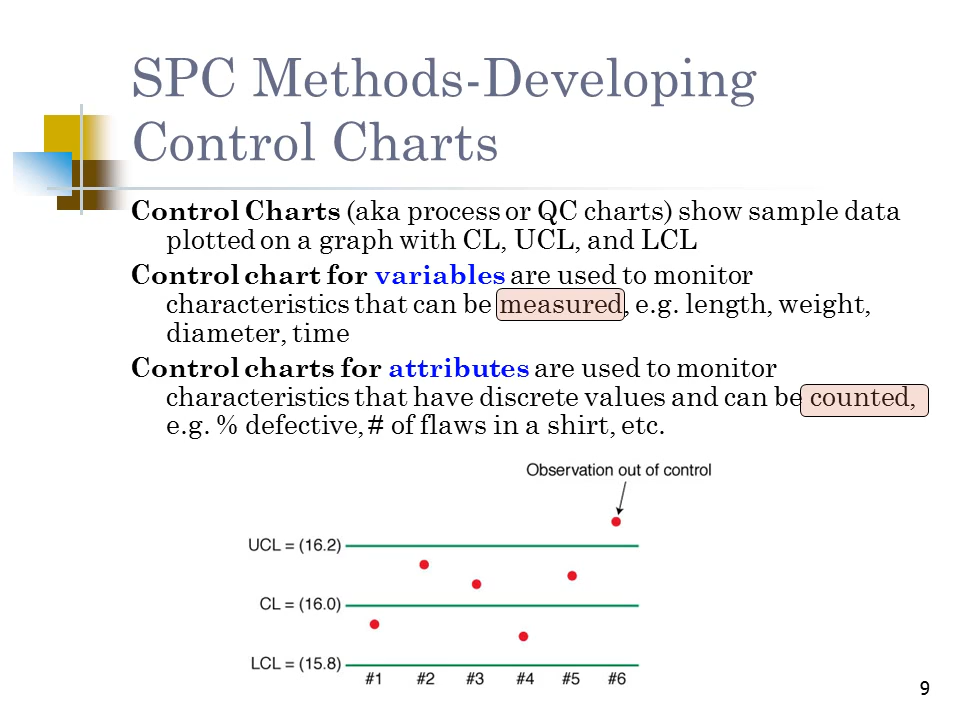 SPC Methods-Developing
Control Charts
Control Charts (aka process or QC charts) show sample data
plotted on a graph with CL, UCL, and LCL
Control chart for variables are used to monitor
characteristics that can be measured, e.g. length, weight,
diameter, time
Control charts for attributes are used to monitor
characteristics that have discrete values and can be counted,
e.g. % defective, # of flaws in a shirt, etc.
Observation out of control
UCL = (16.2)
CL = (16.0)
LCL = (15.8)
#1 #2 #3 #4 #5 #6
9